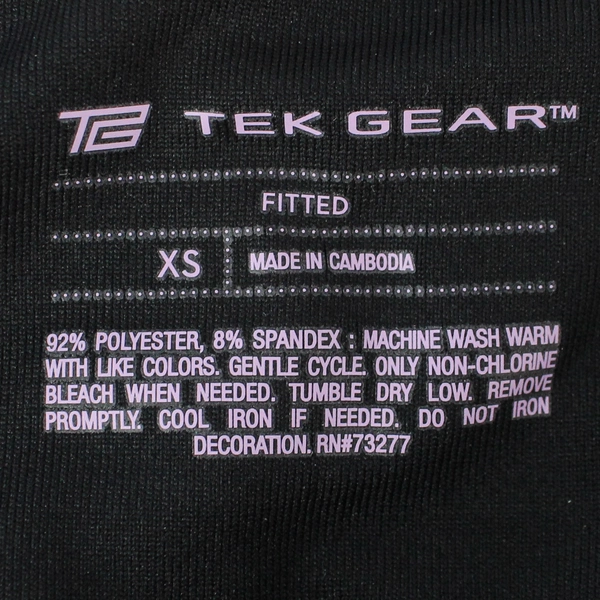 TG TEK GEAR™
FITTED
XS MADE IN CAMBODIA
92% POLYESTER, 8% SPANDEX : MACHINE WASH WARM
WITH LIKE COLORS. GENTLE CYCLE. ONLY NON-CHLORINE
BLEACH WHEN NEEDED. TUMBLE DRY LOW. REMOVE
PROMPTLY. COOL IRON IF NEEDED. DO NOT IRON
DECORATION. RN#73277